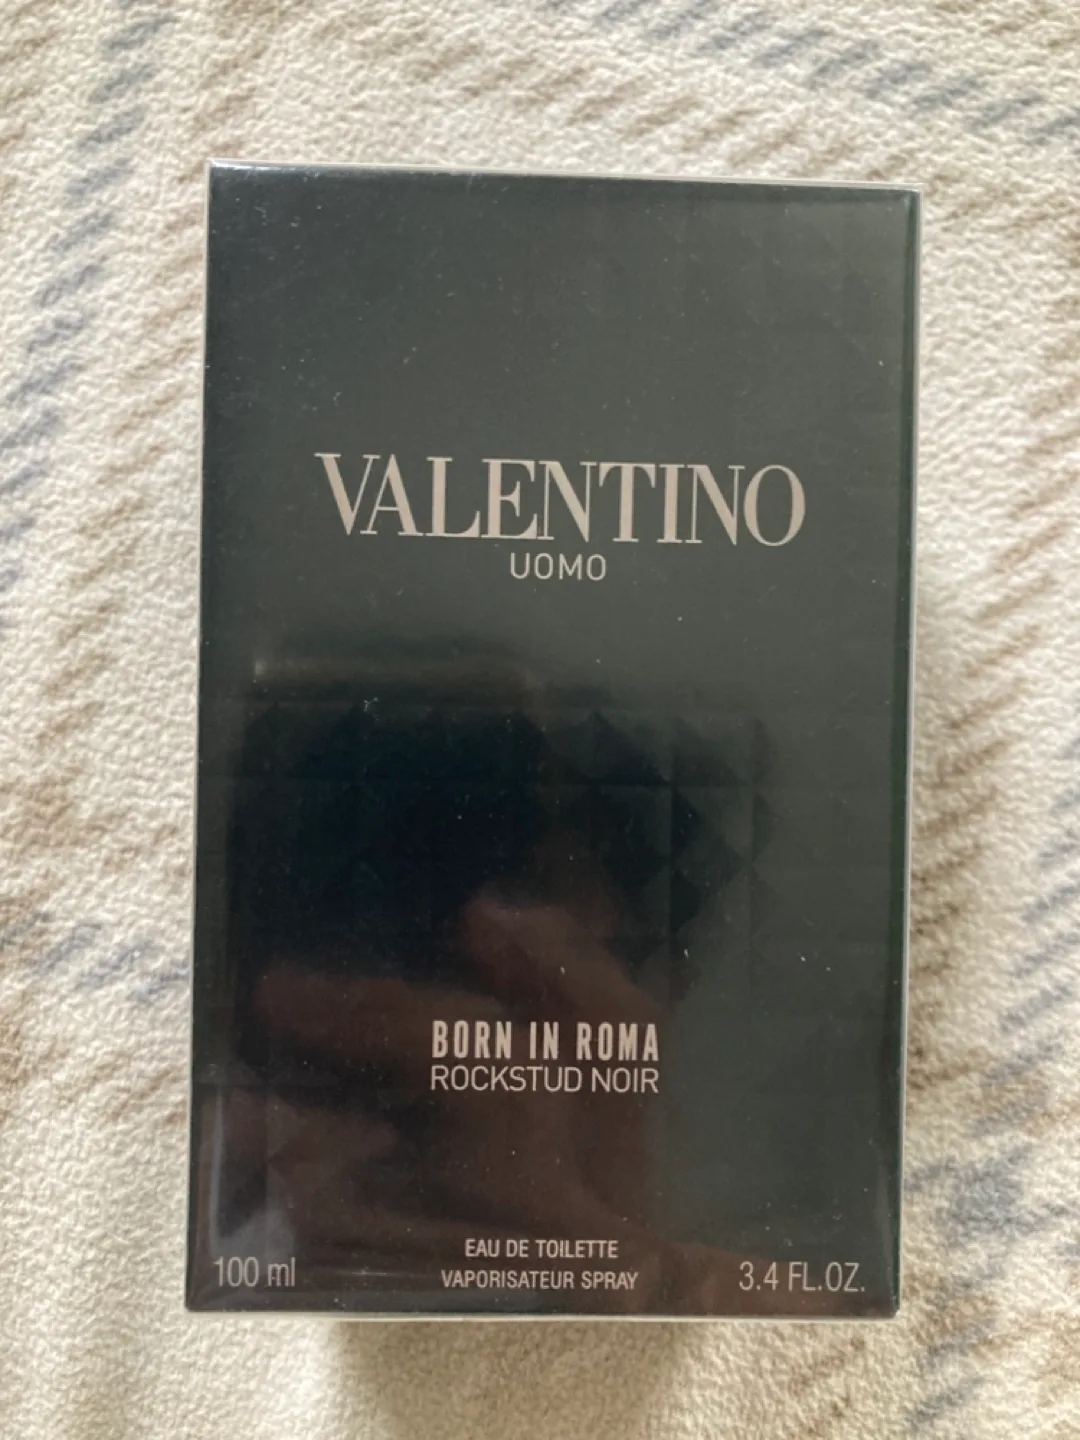 VALENTINO
UOMO
BORN IN ROMA
ROCKSTUD NOIR
EAU DE TOILETTE
100 ml VAPORISATEUR SPRAY 3.4 FL.OZ.